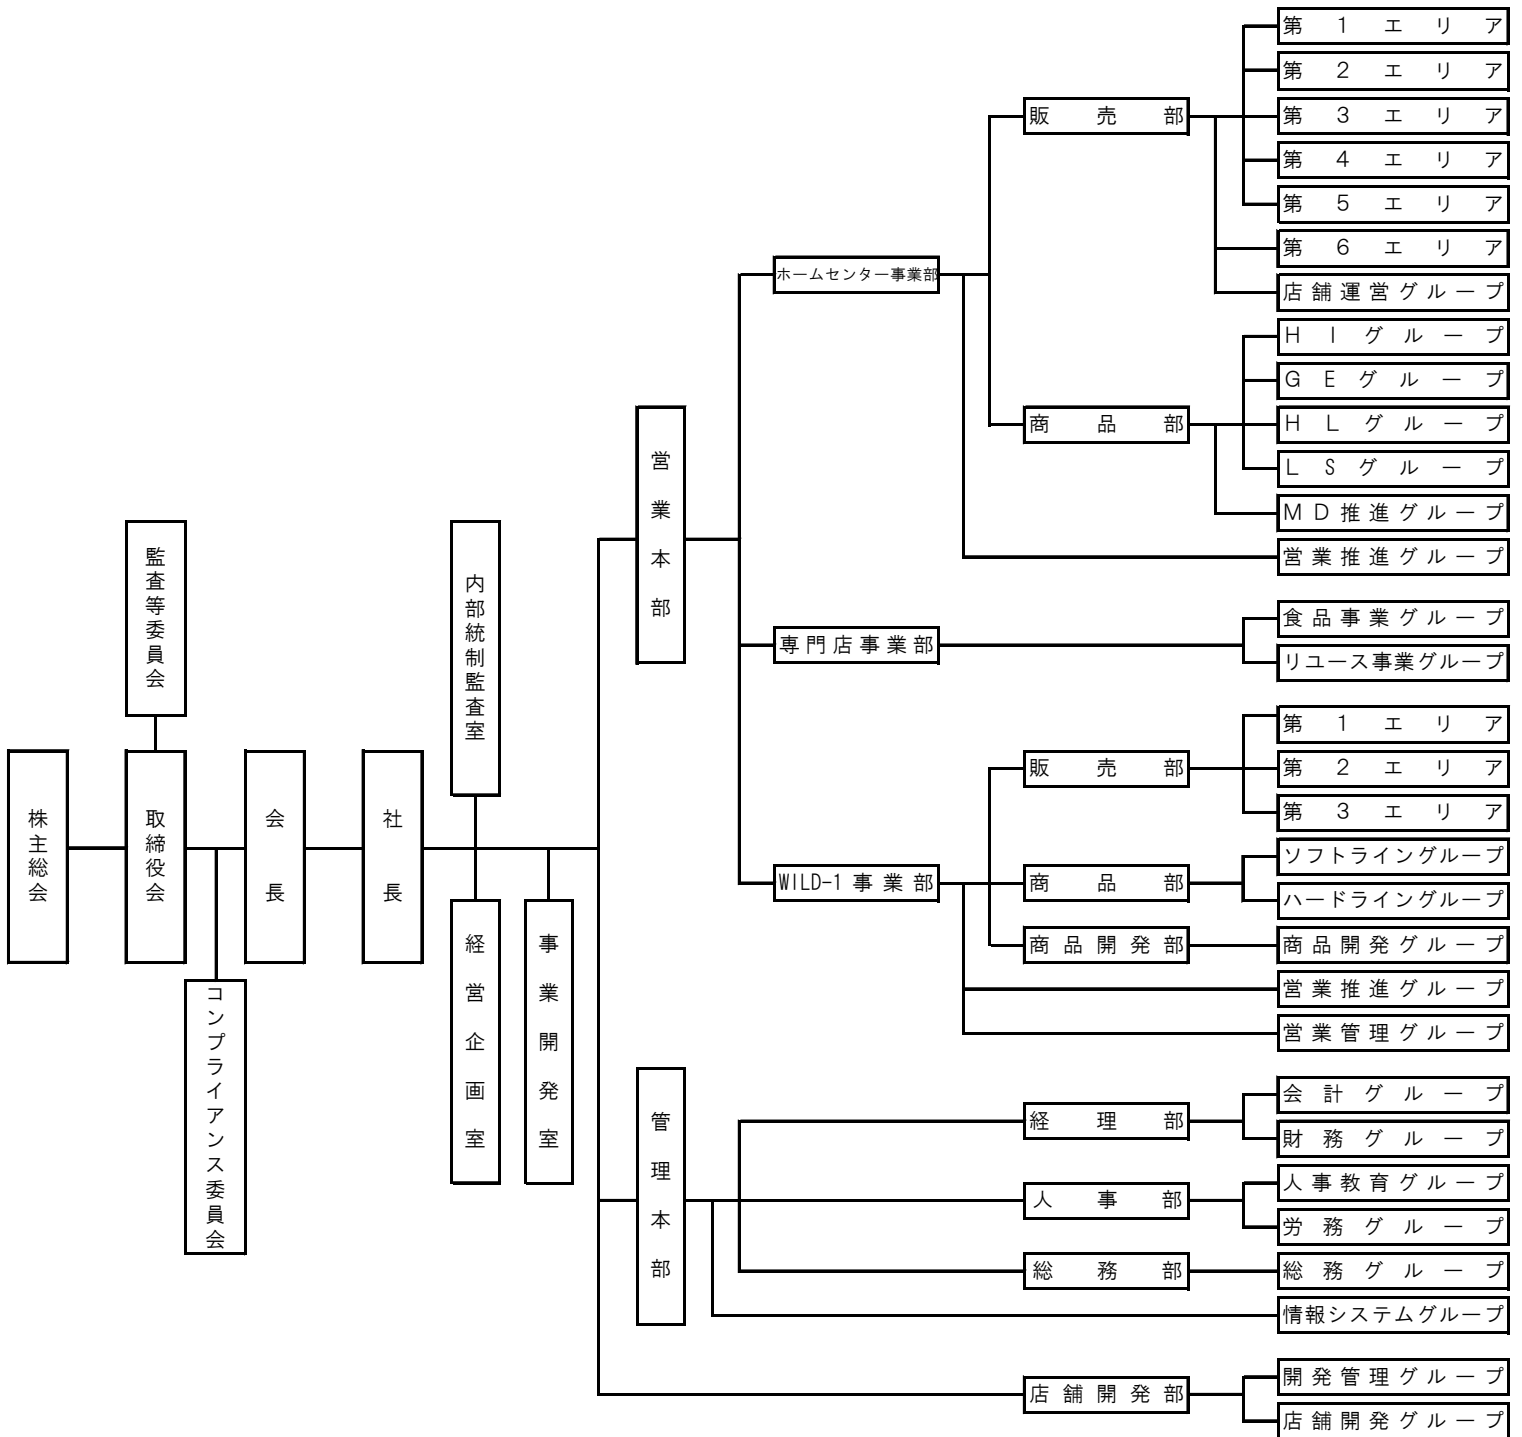 株主総会
監査等委員会
取締役会
コンプライアンス委員会
会長
社長
内部統制監査室
経営企画室
事業開発室
営業本部
ホームセンター事業部
販売部
第1エリア
第2エリア
第3エリア
第4エリア
第5エリア
第6エリア
店舗運営グループ
商品部
HIグループ
GEグループ
HLグループ
LSグループ
MD推進グループ
営業推進グループ
専門店事業部
食品事業グループ
リユース事業グループ
WILD-1事業部
販売部
第1エリア
第2エリア
第3エリア
商品部
ソフトライングループ
ハードライングループ
商品開発部
商品開発グループ
営業推進グループ
営業管理グループ
管理本部
経理部
会計グループ
財務グループ
人事部
人事教育グループ
労務グループ
総務部
総務グループ
情報システムグループ
店舗開発部
開発管理グループ
店舗開発グループ